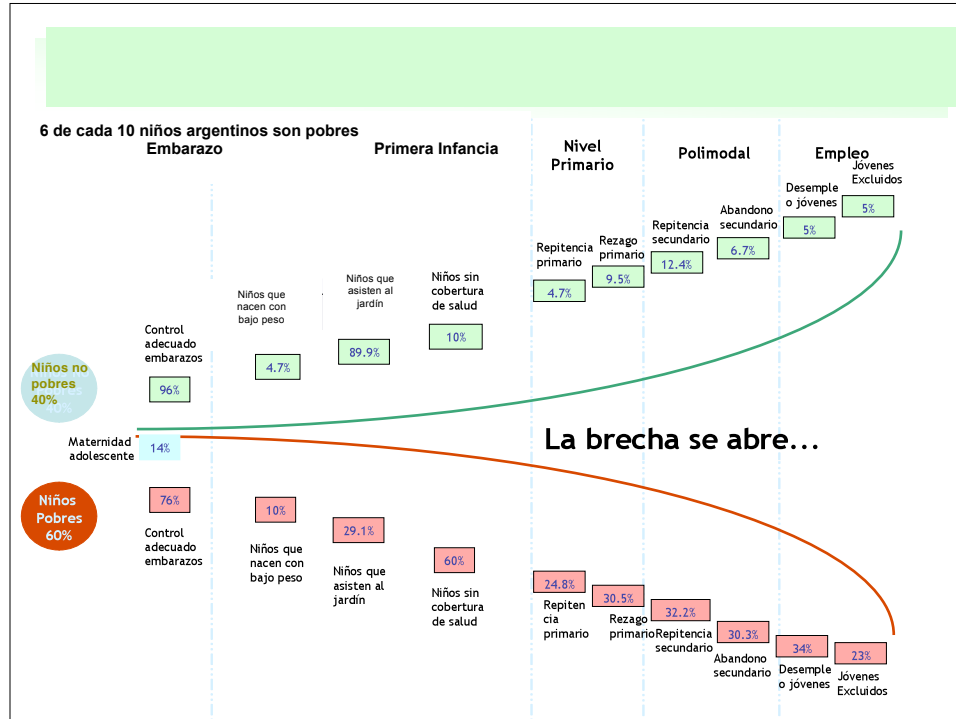 6 de cada 10 niños argentinos son pobres
Embarazo
Primera Infancia
Nivel
Primario
Polimodal
Empleo
Jóvenes
Excluidos
5%
Desemple
o jóvenes
5%
Abandono
secundario
6.7%
Repitencia
secundario
12.4%
Rezago
primario
9.5%
Repitencia
primario
4.7%
Niños sin
cobertura
de salud
10%
Niños que
asisten al
jardín
89.9%
Niños que
nacen con
bajo peso
4.7%
Control
adecuado
embarazos
96%
Niños no
pobres
40%
Maternidad
adolescente
14%
La brecha se abre...
Niños
Pobres
60%
76%
Control
adecuado
embarazos
10%
Niños que
nacen con
bajo peso
29.1%
Niños que
asisten al
jardín
60%
Niños sin
cobertura
de salud
24.8%
Repiten
cia
primario
30.5%
Rezago
primario
32.2%
Repitencia
secundario
30.3%
Abandono
secundario
34%
Desemple
o jóvenes
23%
Jóvenes
Excluidos